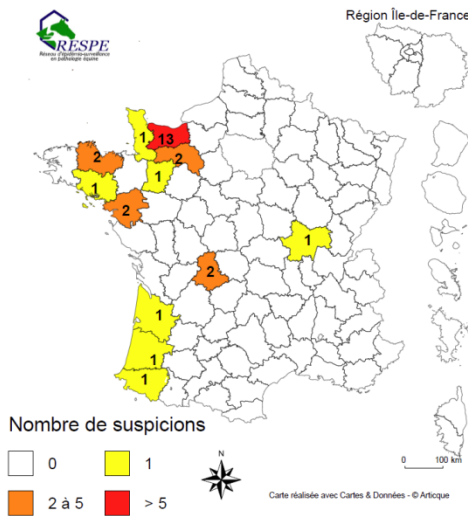 RESPE
Réseau d'épidémio-surveillance
en pathologie équine
Région Île-de-France
1
13
2
2
1
1
2
1
2
1
1
1
Nombre de suspicions
0
1
2 à 5
> 5
N
0 100 km
Carte réalisée avec Cartes & Données - © Articque